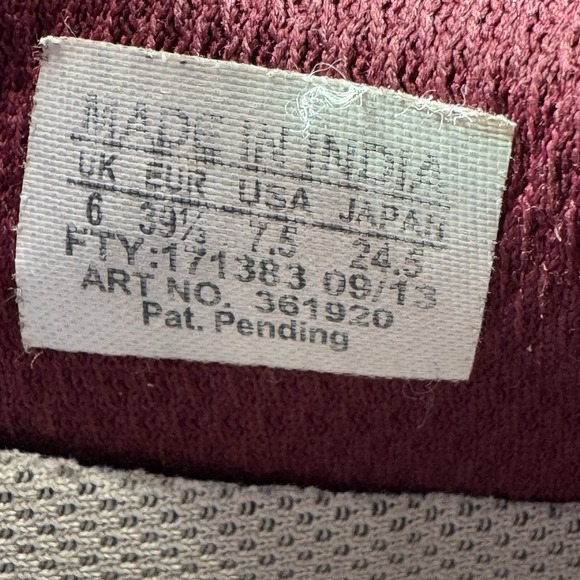 MADE IN INDIA
UK EUR USA JAPAN
6 39⅓ 7.5 24.5
FTY:171383 09/13
ART NO. 361920
Pat. Pending